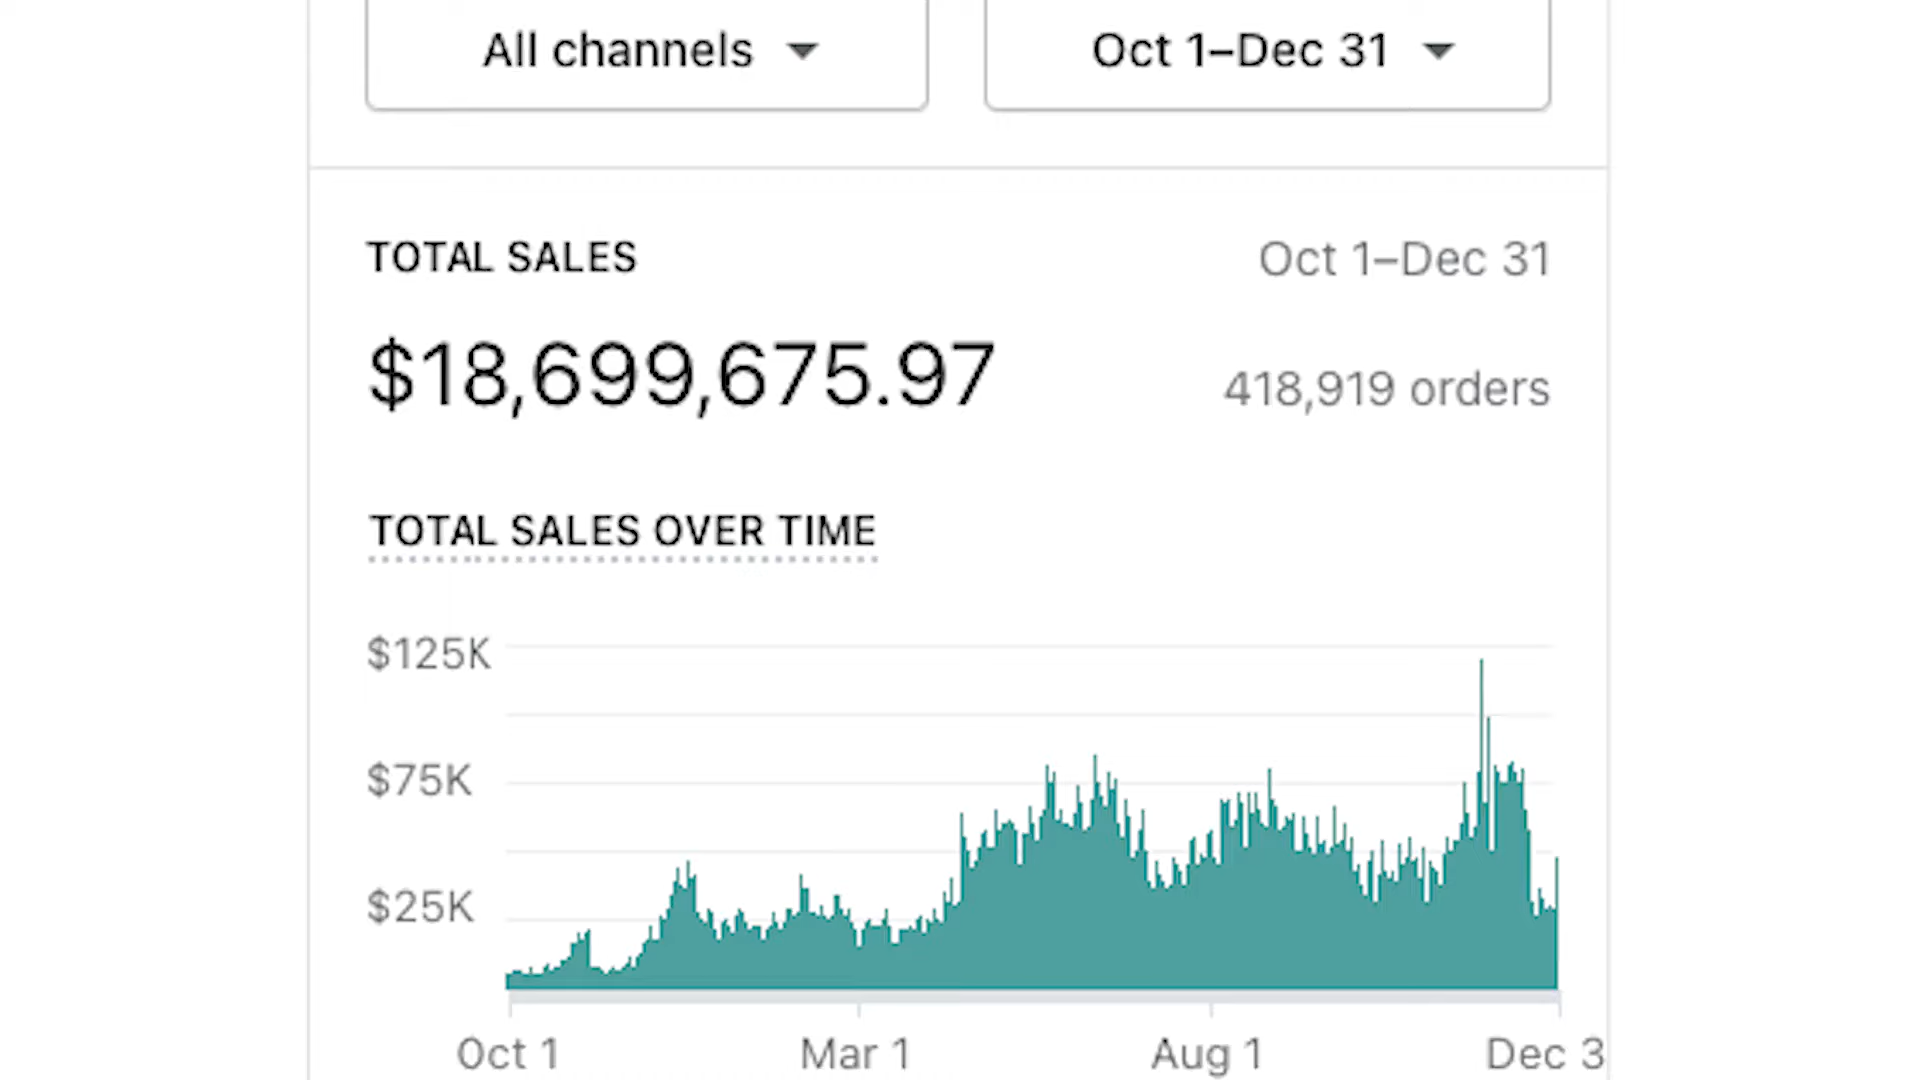 All channels
Oct 1–Dec 31
TOTAL SALES
Oct 1–Dec 31
$18,699,675.97
418,919 orders
TOTAL SALES OVER TIME
$125K
$75K
$25K
Oct 1
Mar 1
Aug 1
Dec 3